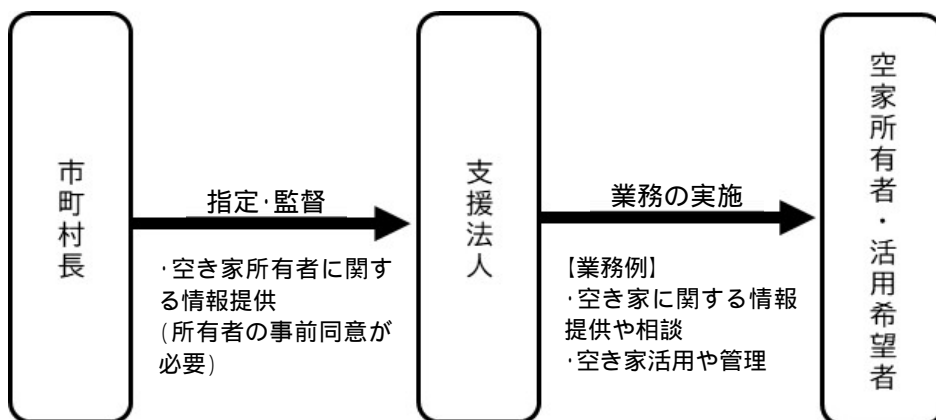 市町村長
指定・監督
・空き家所有者に関す
る情報提供
(所有者の事前同意が
必要)
支援法人
業務の実施
【業務例】
・空き家に関する情報
提供や相談
・空き家活用や管理
空家所有者・活用希望者